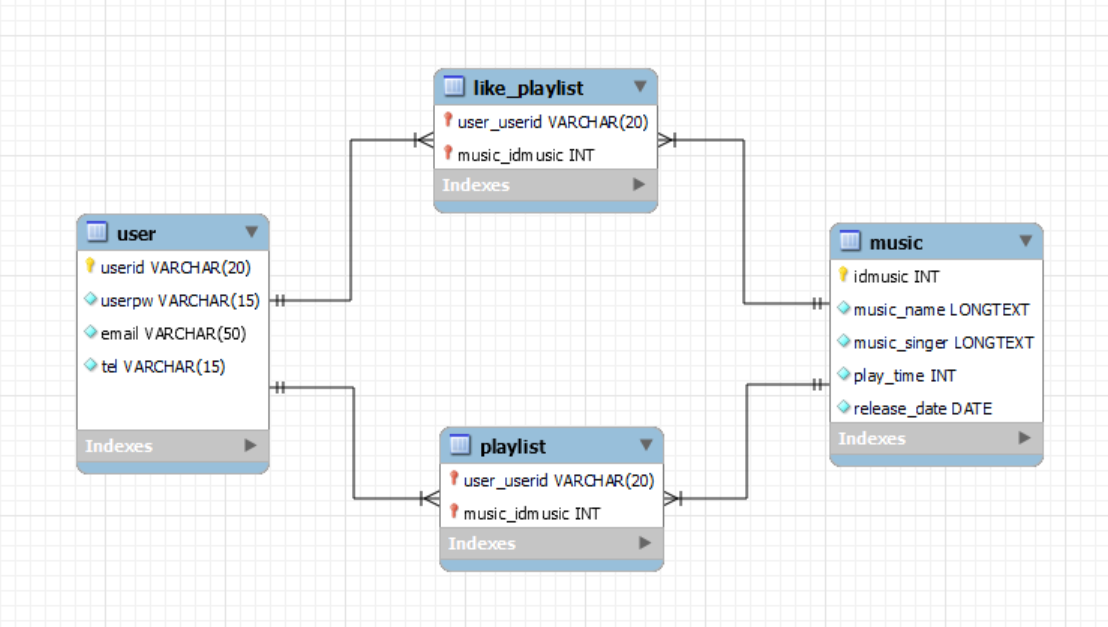 like_playlist
user_userid VARCHAR(20)
music_idmusic INT
Indexes
user
userid VARCHAR(20)
userpw VARCHAR(15)
email VARCHAR(50)
tel VARCHAR(15)
Indexes
music
idmusic INT
music_name LONGTEXT
music_singer LONGTEXT
play_time INT
release_date DATE
Indexes
playlist
user_userid VARCHAR(20)
music_idmusic INT
Indexes